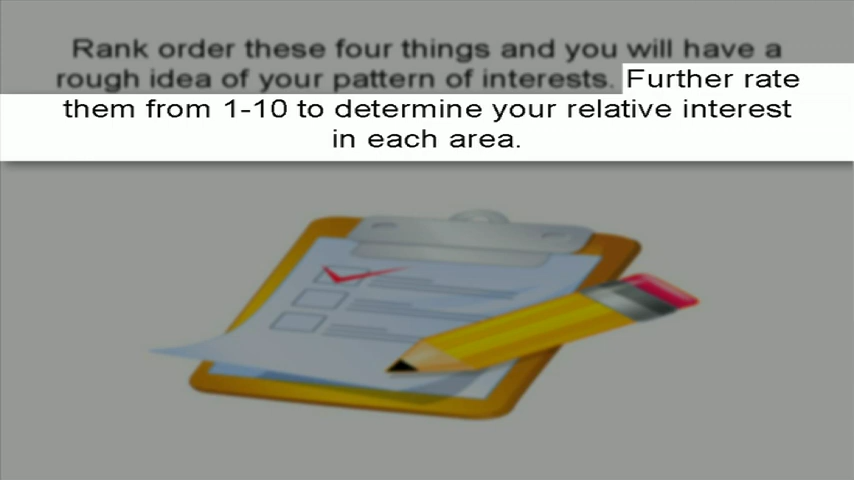 Rank order these four things and you will have a
rough idea of your pattern of interests. Further rate
them from 1-10 to determine your relative interest
in each area.